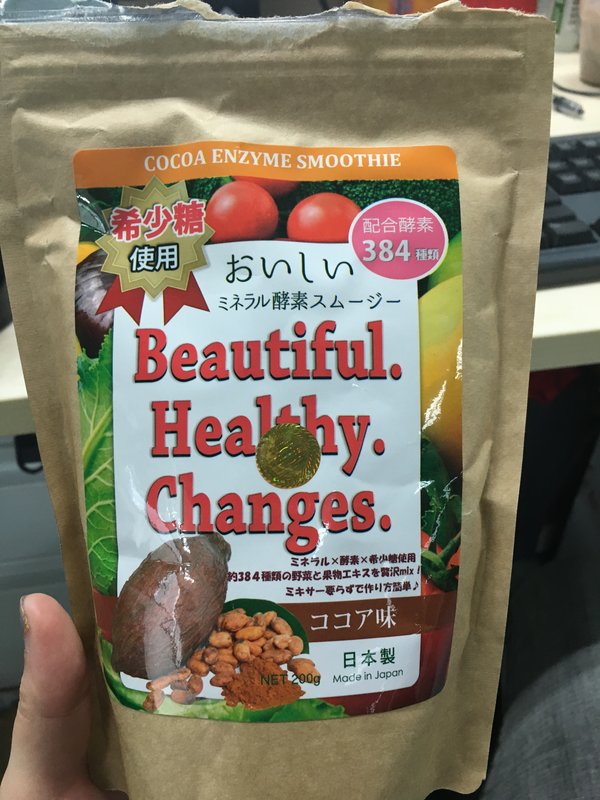 COCOA ENZYME SMOOTHIE
希少糖
使用
配合酵素
384種類
おいしい
ミネラル酵素スムージー
Beautiful.
Healthy.
Changes.
ミネラル×酵素×希少糖使用
約384種類の野菜と果物エキスを贅沢mix!
ミキサー要らずで作り方簡単♪
ココア味
日本製
NET 200g
Made in Japan